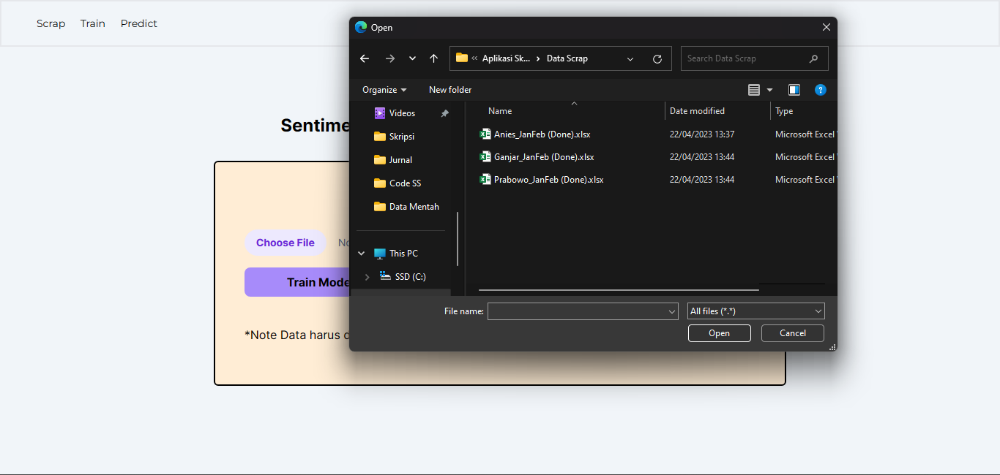 Scrap Train Predict
Sentime
Choose File No
Train Mode
*Note Data harus d
Open
« Aplikasi Sk... › Data Scrap
Search Data Scrap
Organize New folder
Videos
Skripsi
Jurnal
Code SS
Data Mentah
This PC
SSD (C:)
Name Date modified Type
Anies_JanFeb (Done).xlsx 22/04/2023 13:37 Microsoft Excel
Ganjar_JanFeb (Done).xlsx 22/04/2023 13:44 Microsoft Excel
Prabowo_JanFeb (Done).xlsx 22/04/2023 13:44 Microsoft Excel
File name: All files (*.*)
Open Cancel